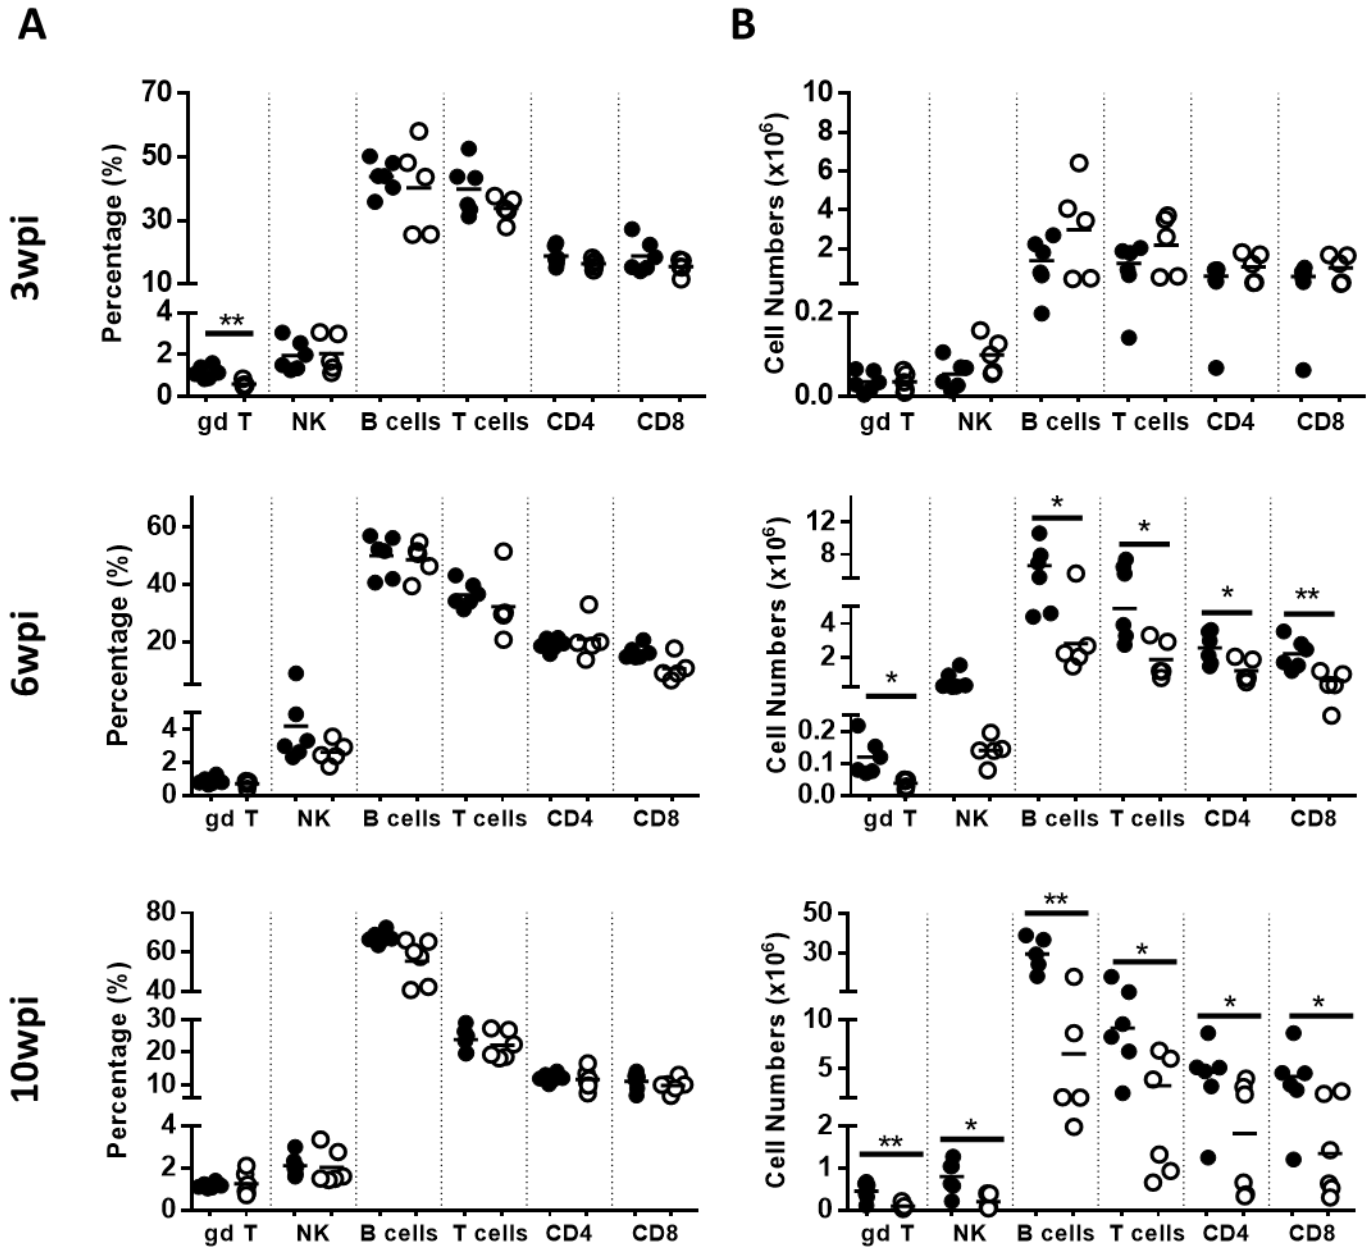 A
B
3wpi
Percentage (%)
70
50
30
10
4
2
0
**
gd T NK B cells T cells CD4 CD8
Cell Numbers (x10⁶)
10
8
6
4
2
0.2
0.0
gd T NK B cells T cells CD4 CD8
6wpi
Percentage (%)
60
40
20
4
2
0
gd T NK B cells T cells CD4 CD8
Cell Numbers (x10⁶)
12
8
4
2
0.2
0.1
0.0
* * * * **
gd T NK B cells T cells CD4 CD8
10wpi
Percentage (%)
80
60
40
30
20
10
4
2
0
gd T NK B cells T cells CD4 CD8
Cell Numbers (x10⁶)
50
30
10
5
2
1
0
** * ** * * *
gd T NK B cells T cells CD4 CD8